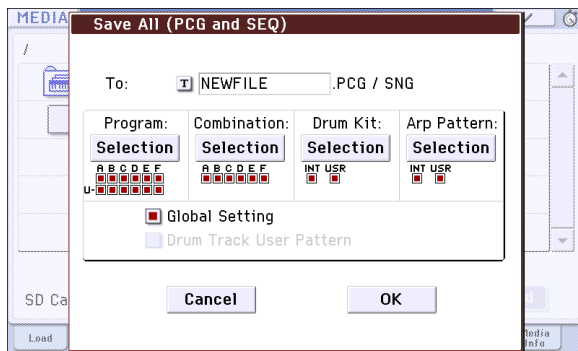 MEDIA
Save All (PCG and SEQ)
/
To: T NEWFILE .PCG / SNG
Program: Combination: Drum Kit: Arp Pattern:
Selection Selection Selection Selection
A B C D E F A B C D E F INT USR INT USR
U-
Global Setting
Drum Track User Pattern
SD Ca
Cancel OK
d
Load Media Info